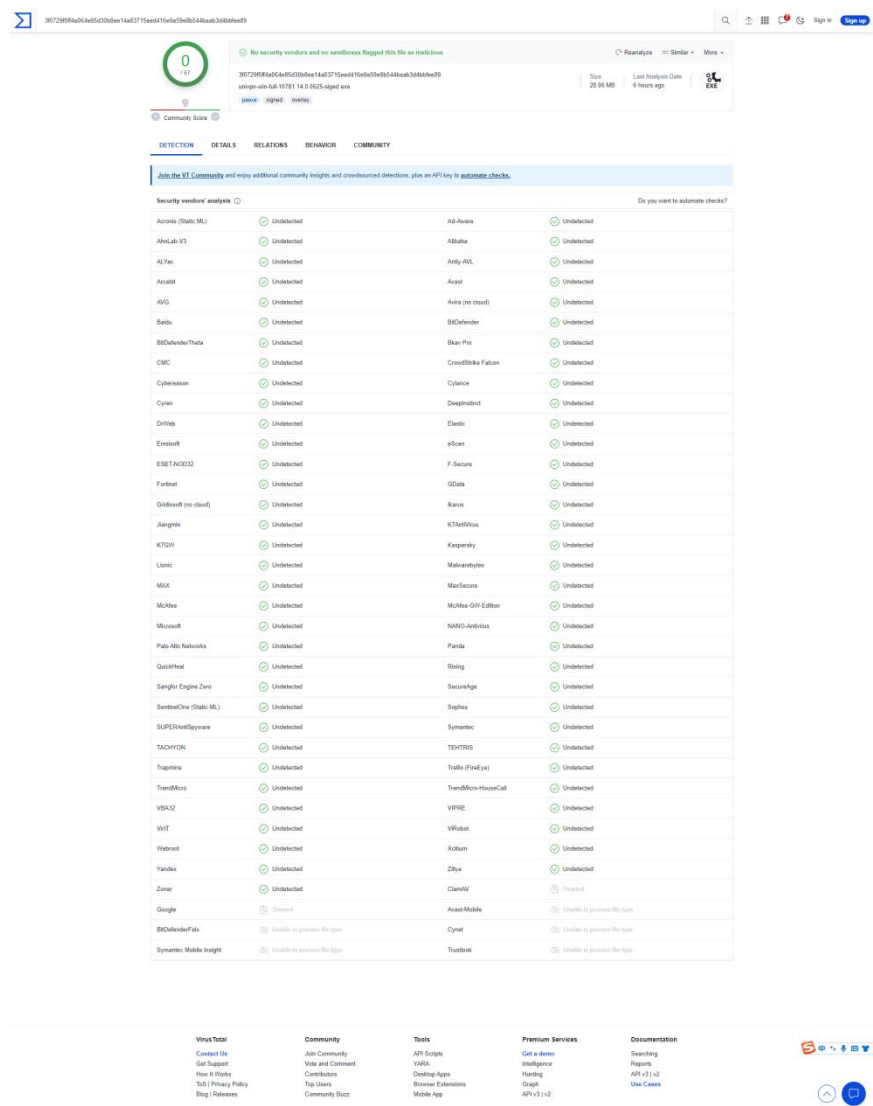 Sign in
Sign up
0
/ 67
Community Score
No security vendors and no sandboxes flagged this file as malicious
Reanalyze
Similar
More
peexe signed overlay
Size
28.06 MB
Last Analysis Date
6 hours ago
EXE
DETECTION DETAILS RELATIONS BEHAVIOR COMMUNITY
Join the VT Community and enjoy additional community insights and crowdsourced detections, plus an API key to automate checks.
Security vendors' analysis
Do you want to automate checks?
Acronis (Static ML) Undetected Ad-Aware Undetected
AhnLab-V3 Undetected Alibaba Undetected
ALYac Undetected Antiy-AVL Undetected
Arcabit Undetected Avast Undetected
AVG Undetected Avira (no cloud) Undetected
Baidu Undetected BitDefender Undetected
BitDefenderTheta Undetected Bkav Pro Undetected
CMC Undetected CrowdStrike Falcon Undetected
Cybereason Undetected Cylance Undetected
Cyren Undetected DeepInstinct Undetected
DrWeb Undetected Elastic Undetected
Emsisoft Undetected eScan Undetected
ESET-NOD32 Undetected F-Secure Undetected
Fortinet Undetected GData Undetected
Gridinsoft (no cloud) Undetected Ikarus Undetected
Jiangmin Undetected K7AntiVirus Undetected
K7GW Undetected Kaspersky Undetected
Lionic Undetected Malwarebytes Undetected
MAX Undetected MaxSecure Undetected
McAfee Undetected McAfee-GW-Edition Undetected
Microsoft Undetected NANO-Antivirus Undetected
Palo Alto Networks Undetected Panda Undetected
QuickHeal Undetected Rising Undetected
Sangfor Engine Zero Undetected SecureAge Undetected
SentinelOne (Static ML) Undetected Sophos Undetected
SUPERAntiSpyware Undetected Symantec Undetected
TACHYON Undetected TEHTRIS Undetected
Trapmine Undetected Trellix (FireEye) Undetected
TrendMicro Undetected TrendMicro-HouseCall Undetected
VBA32 Undetected VIPRE Undetected
VirIT Undetected ViRobot Undetected
Webroot Undetected Xcitium Undetected
Yandex Undetected Zillya Undetected
Zoner Undetected ClamAV Timeout
Google Timeout Avast-Mobile Unable to process file type
BitDefenderFalx Unable to process file type Cynet Unable to process file type
Symantec Mobile Insight Unable to process file type Trustlook Unable to process file type
VirusTotal Community Tools Premium Services Documentation
Contact Us Join Community API Scripts Get a demo Searching
Get Support Vote and Comment YARA Intelligence Reports
How It Works Contributors Desktop Apps Hunting API v3 | v2
ToS | Privacy Policy Top Users Browser Extensions Graph Use Cases
Blog | Releases Community Buzz Mobile App API v3 | v2
中